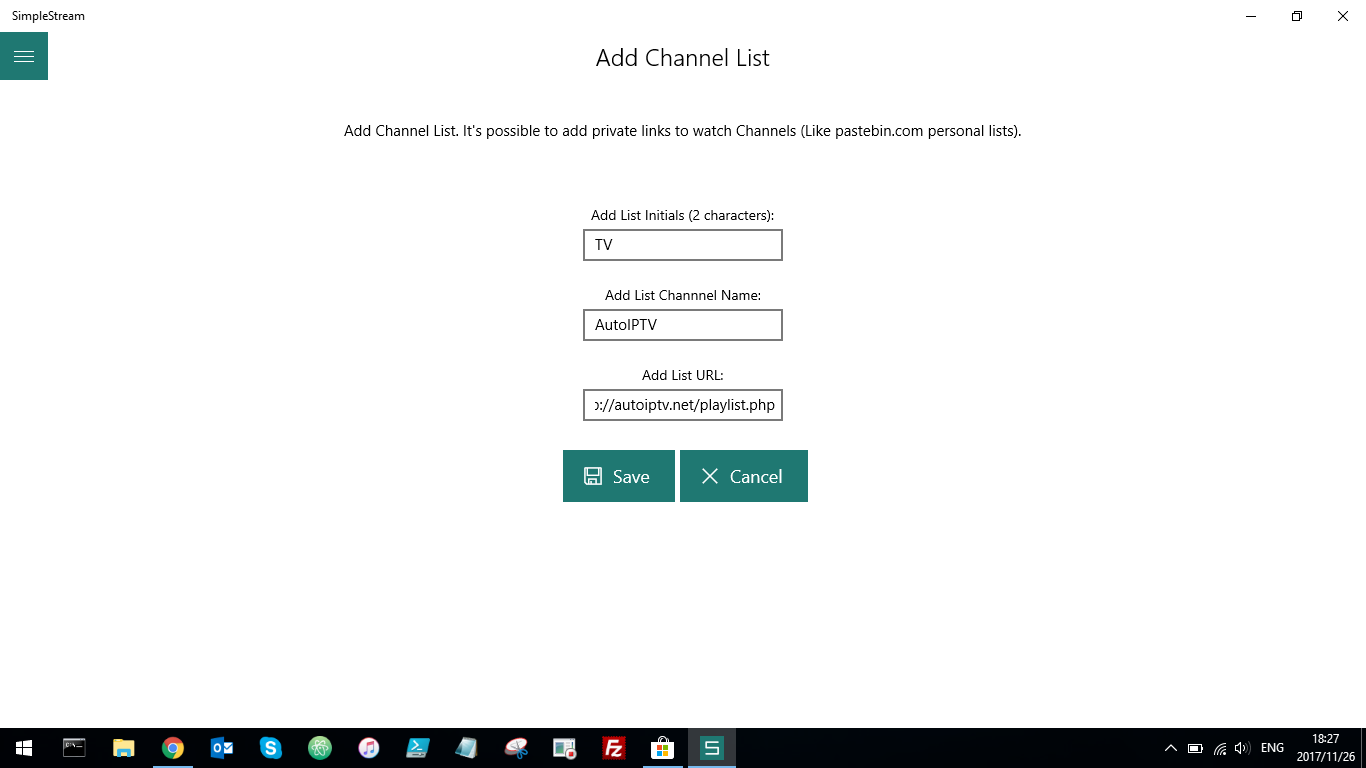 SimpleStream
Add Channel List
Add Channel List. It's possible to add private links to watch Channels (Like pastebin.com personal lists).
Add List Initials (2 characters):
TV
Add List Channnel Name:
AutoIPTV
Add List URL:
://autoiptv.net/playlist.php
Save
Cancel
ENG
18:27
2017/11/26